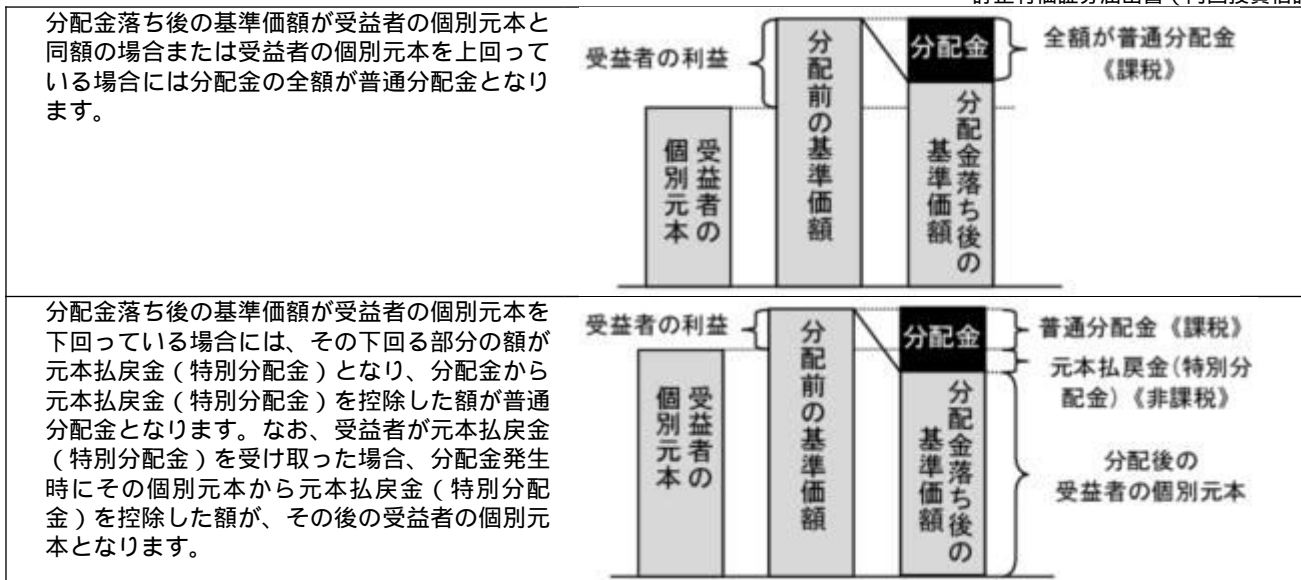 分配金落ち後の基準価額が受益者の個別元本と
同額の場合または受益者の個別元本を上回って
いる場合には分配金の全額が普通分配金となり
ます。
受益者の利益
受益者の
個別元本
分配前の基準価額
分配金
分配金落ち後の
基準価額
全額が普通分配金
《課税》
分配金落ち後の基準価額が受益者の個別元本を
下回っている場合には、その下回る部分の額が
元本払戻金（特別分配金）となり、分配金から
元本払戻金（特別分配金）を控除した額が普通
分配金となります。なお、受益者が元本払戻金
（特別分配金）を受け取った場合、分配金発生
時にその個別元本から元本払戻金（特別分配
金）を控除した額が、その後の受益者の個別元
本となります。
受益者の利益
受益者の
個別元本
分配前の基準価額
分配金
分配金落ち後の
基準価額
普通分配金《課税》
元本払戻金(特別分
配金)《非課税》
分配後の
受益者の個別元本